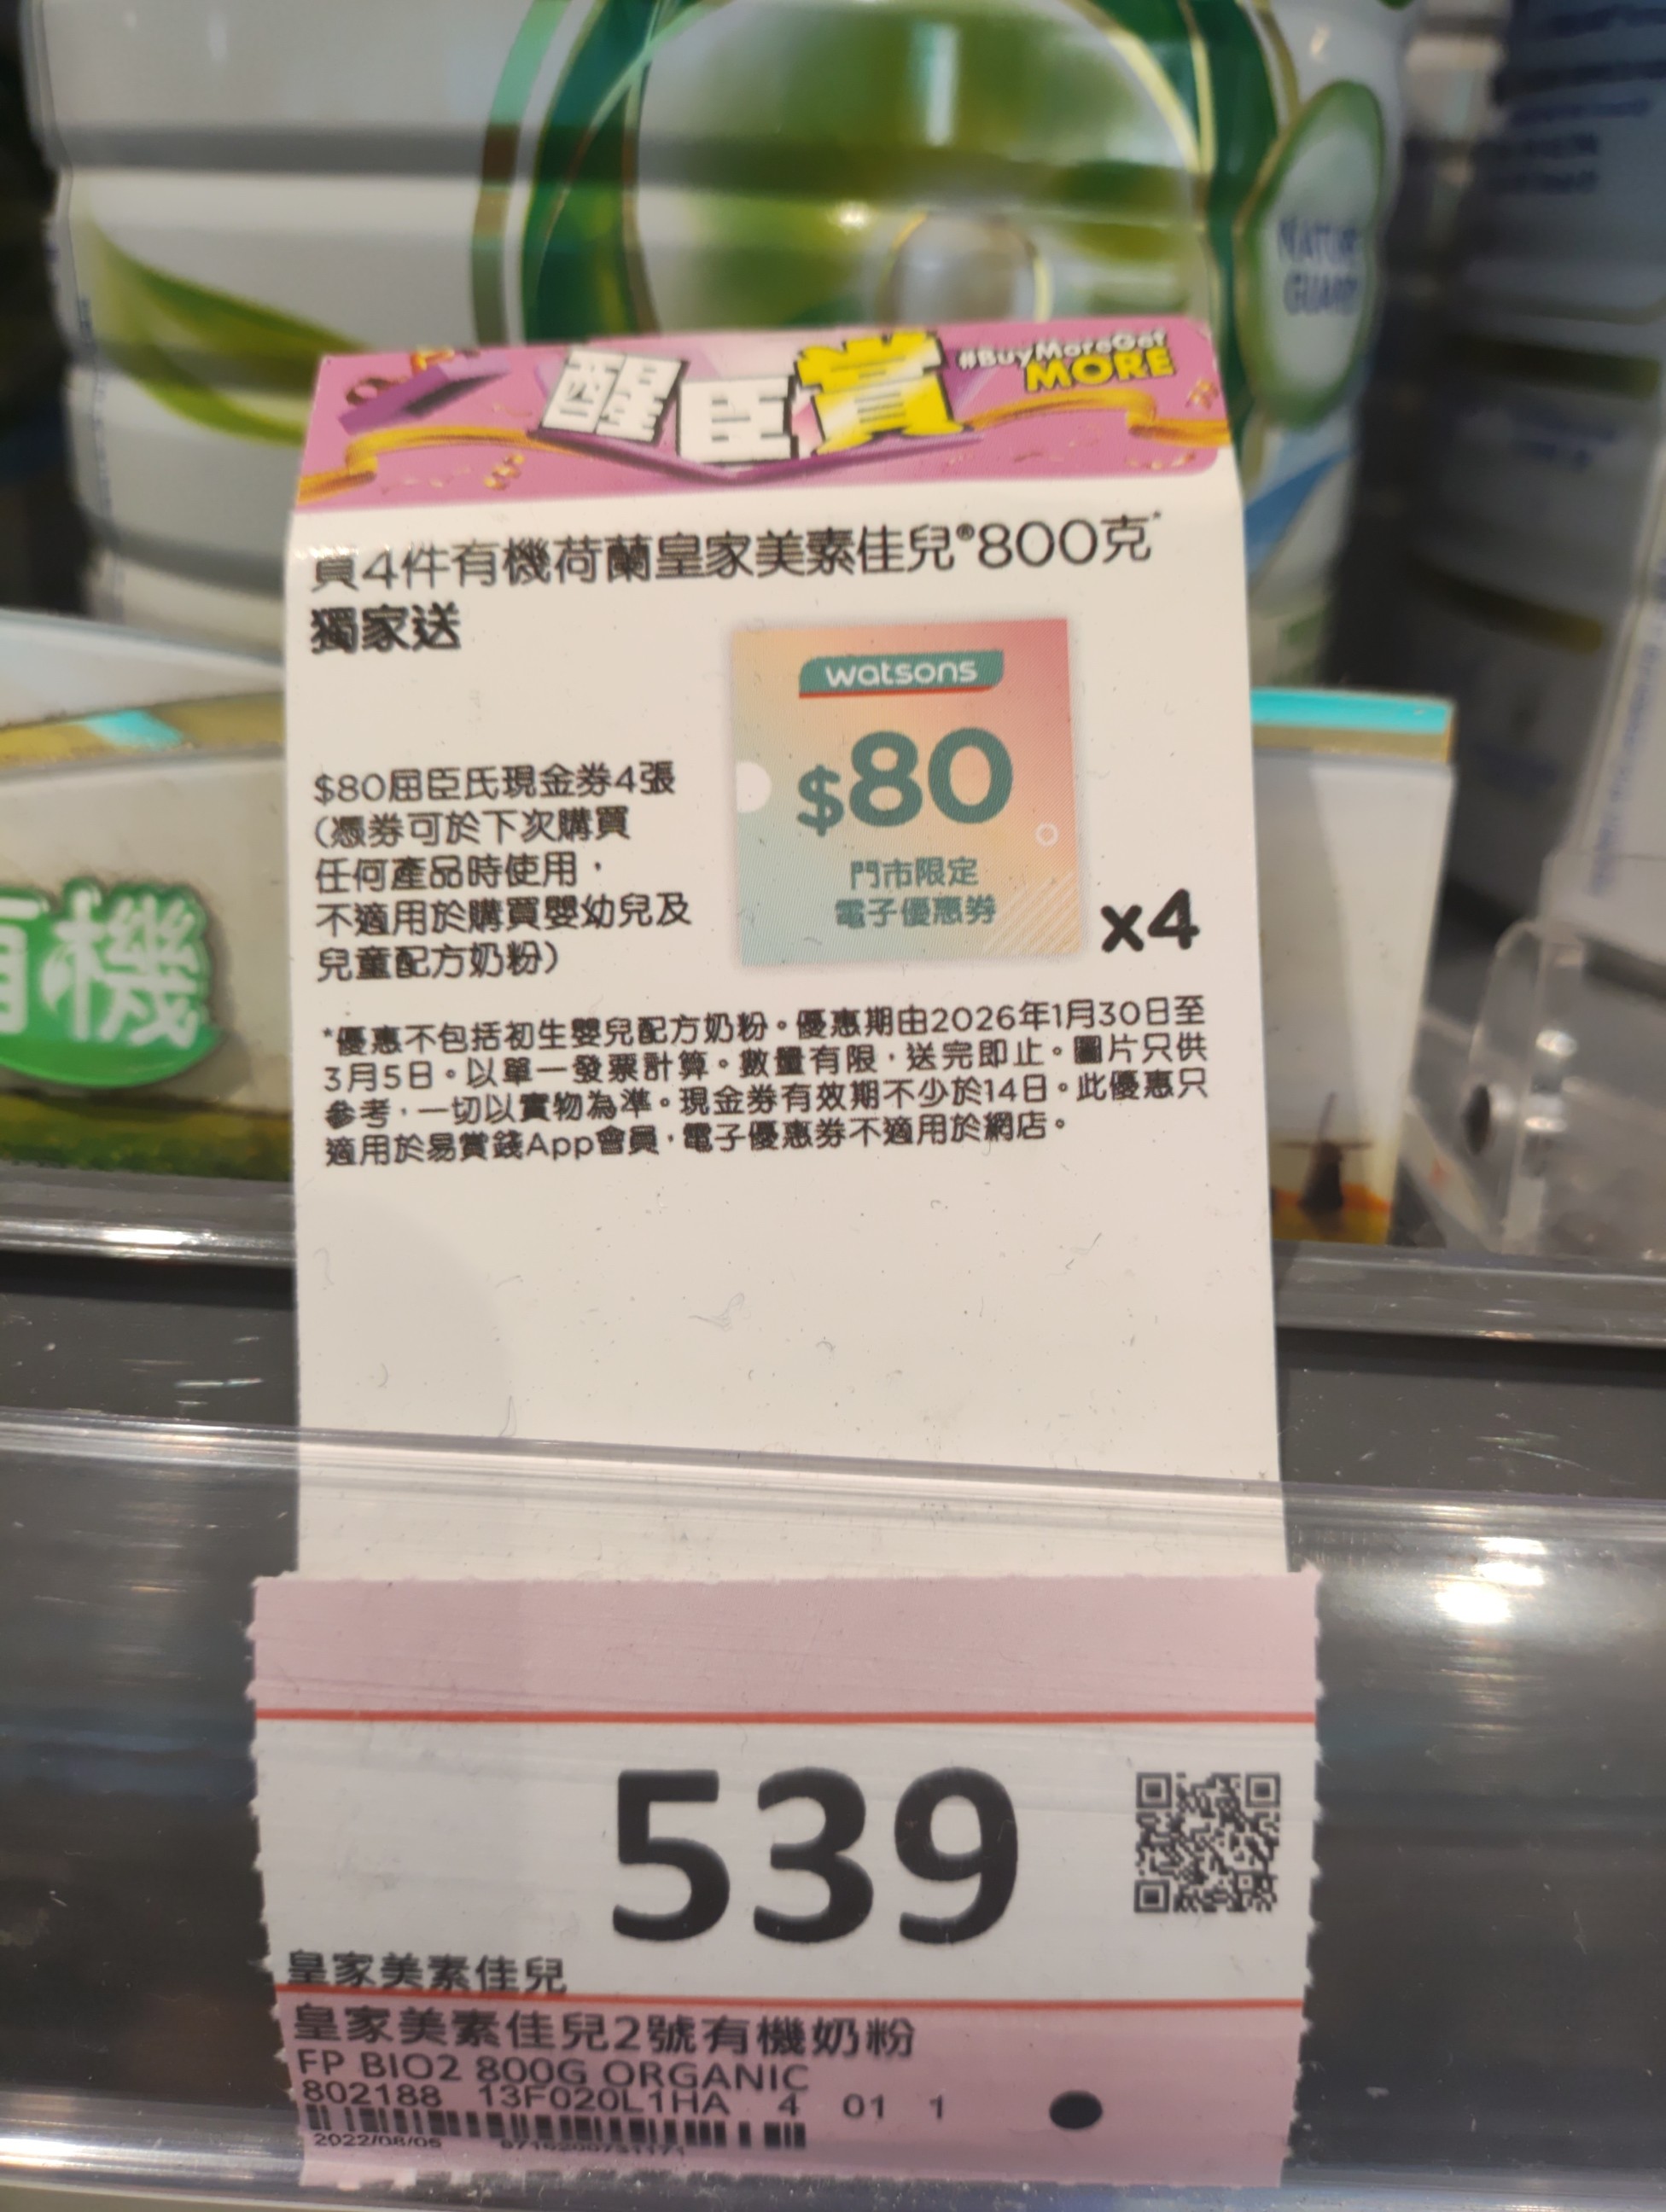 NATUR
GUARD
醒臣賞
#BuyMoreGet
MORE
買4件有機荷蘭皇家美素佳兒®800克*
獨家送
watsons
$80
門市限定
電子優惠券
x4
$80屈臣氏現金券4張
(憑券可於下次購買
任何產品時使用，
不適用於購買嬰幼兒及
兒童配方奶粉)
*優惠不包括初生嬰兒配方奶粉。優惠期由2026年1月30日至
3月5日。以單一發票計算。數量有限，送完即止。圖片只供
參考，一切以實物為準。現金券有效期不少於14日。此優惠只
適用於易賞錢App會員，電子優惠券不適用於網店。
有機
539
皇家美素佳兒
皇家美素佳兒2號有機奶粉
FP BIO2 800G ORGANIC
802188 13F020L1HA 4 01 1
2022/08/05